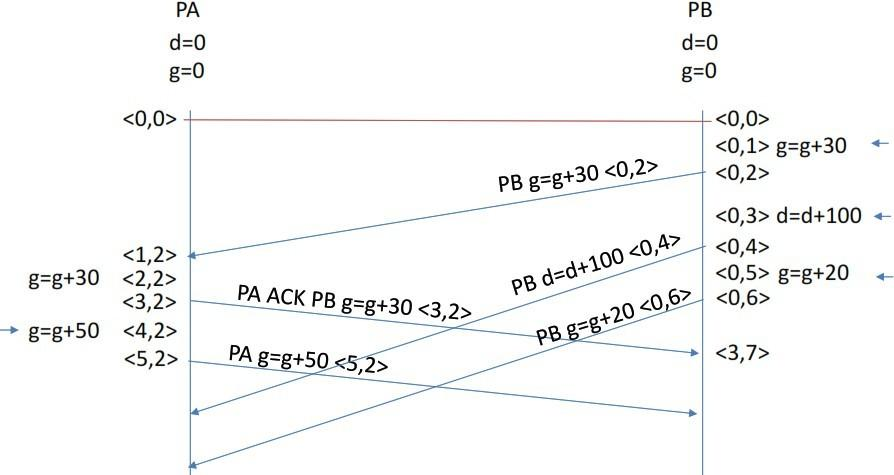 PA PB
d=0 d=0
g=0 g=0
<0,0> <0,0>
<0,1> g=g+30
PB g=g+30 <0,2> <0,2>
<0,3> d=d+100
<1,2> PB d=d+100 <0,4> <0,4>
g=g+30 <2,2> <0,5> g=g+20
<3,2> PA ACK PB g=g+30 <3,2> PB g=g+20 <0,6> <0,6>
g=g+50 <4,2>
<5,2> PA g=g+50 <5,2> <3,7>